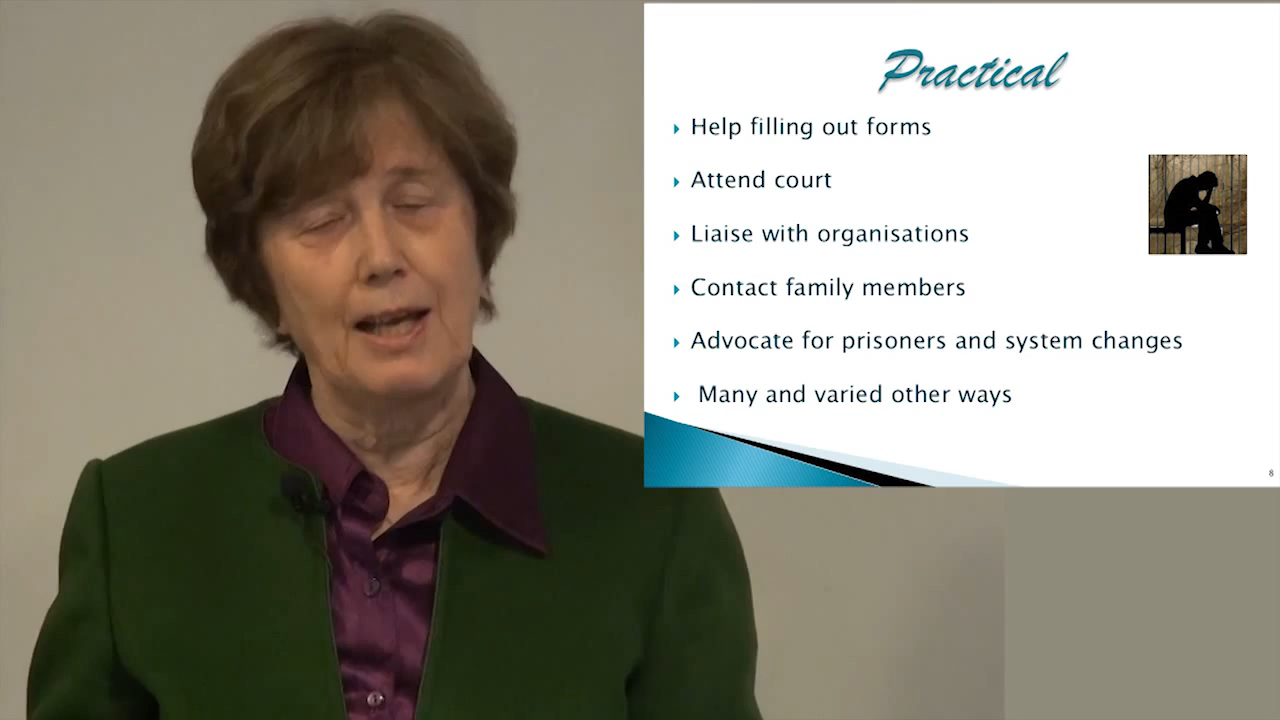 Practical
Help filling out forms
Attend court
Liaise with organisations
Contact family members
Advocate for prisoners and system changes
Many and varied other ways
8